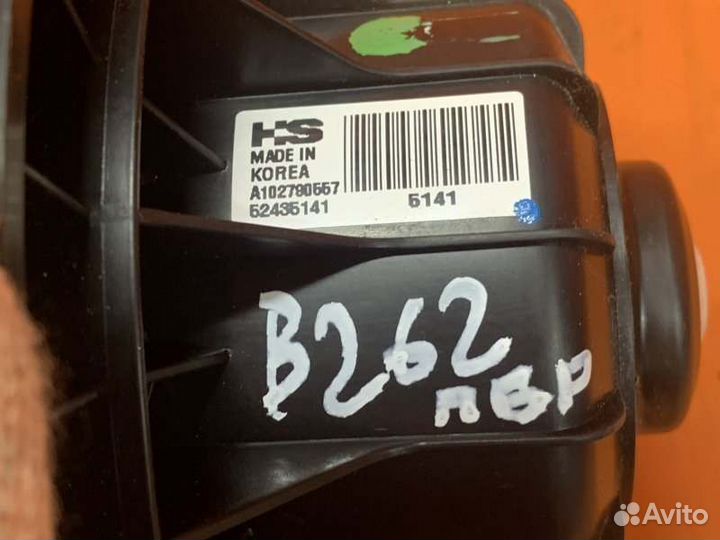 HS
MADE IN
KOREA
A102790557
52435141
5141
B262
ПВР
Avito